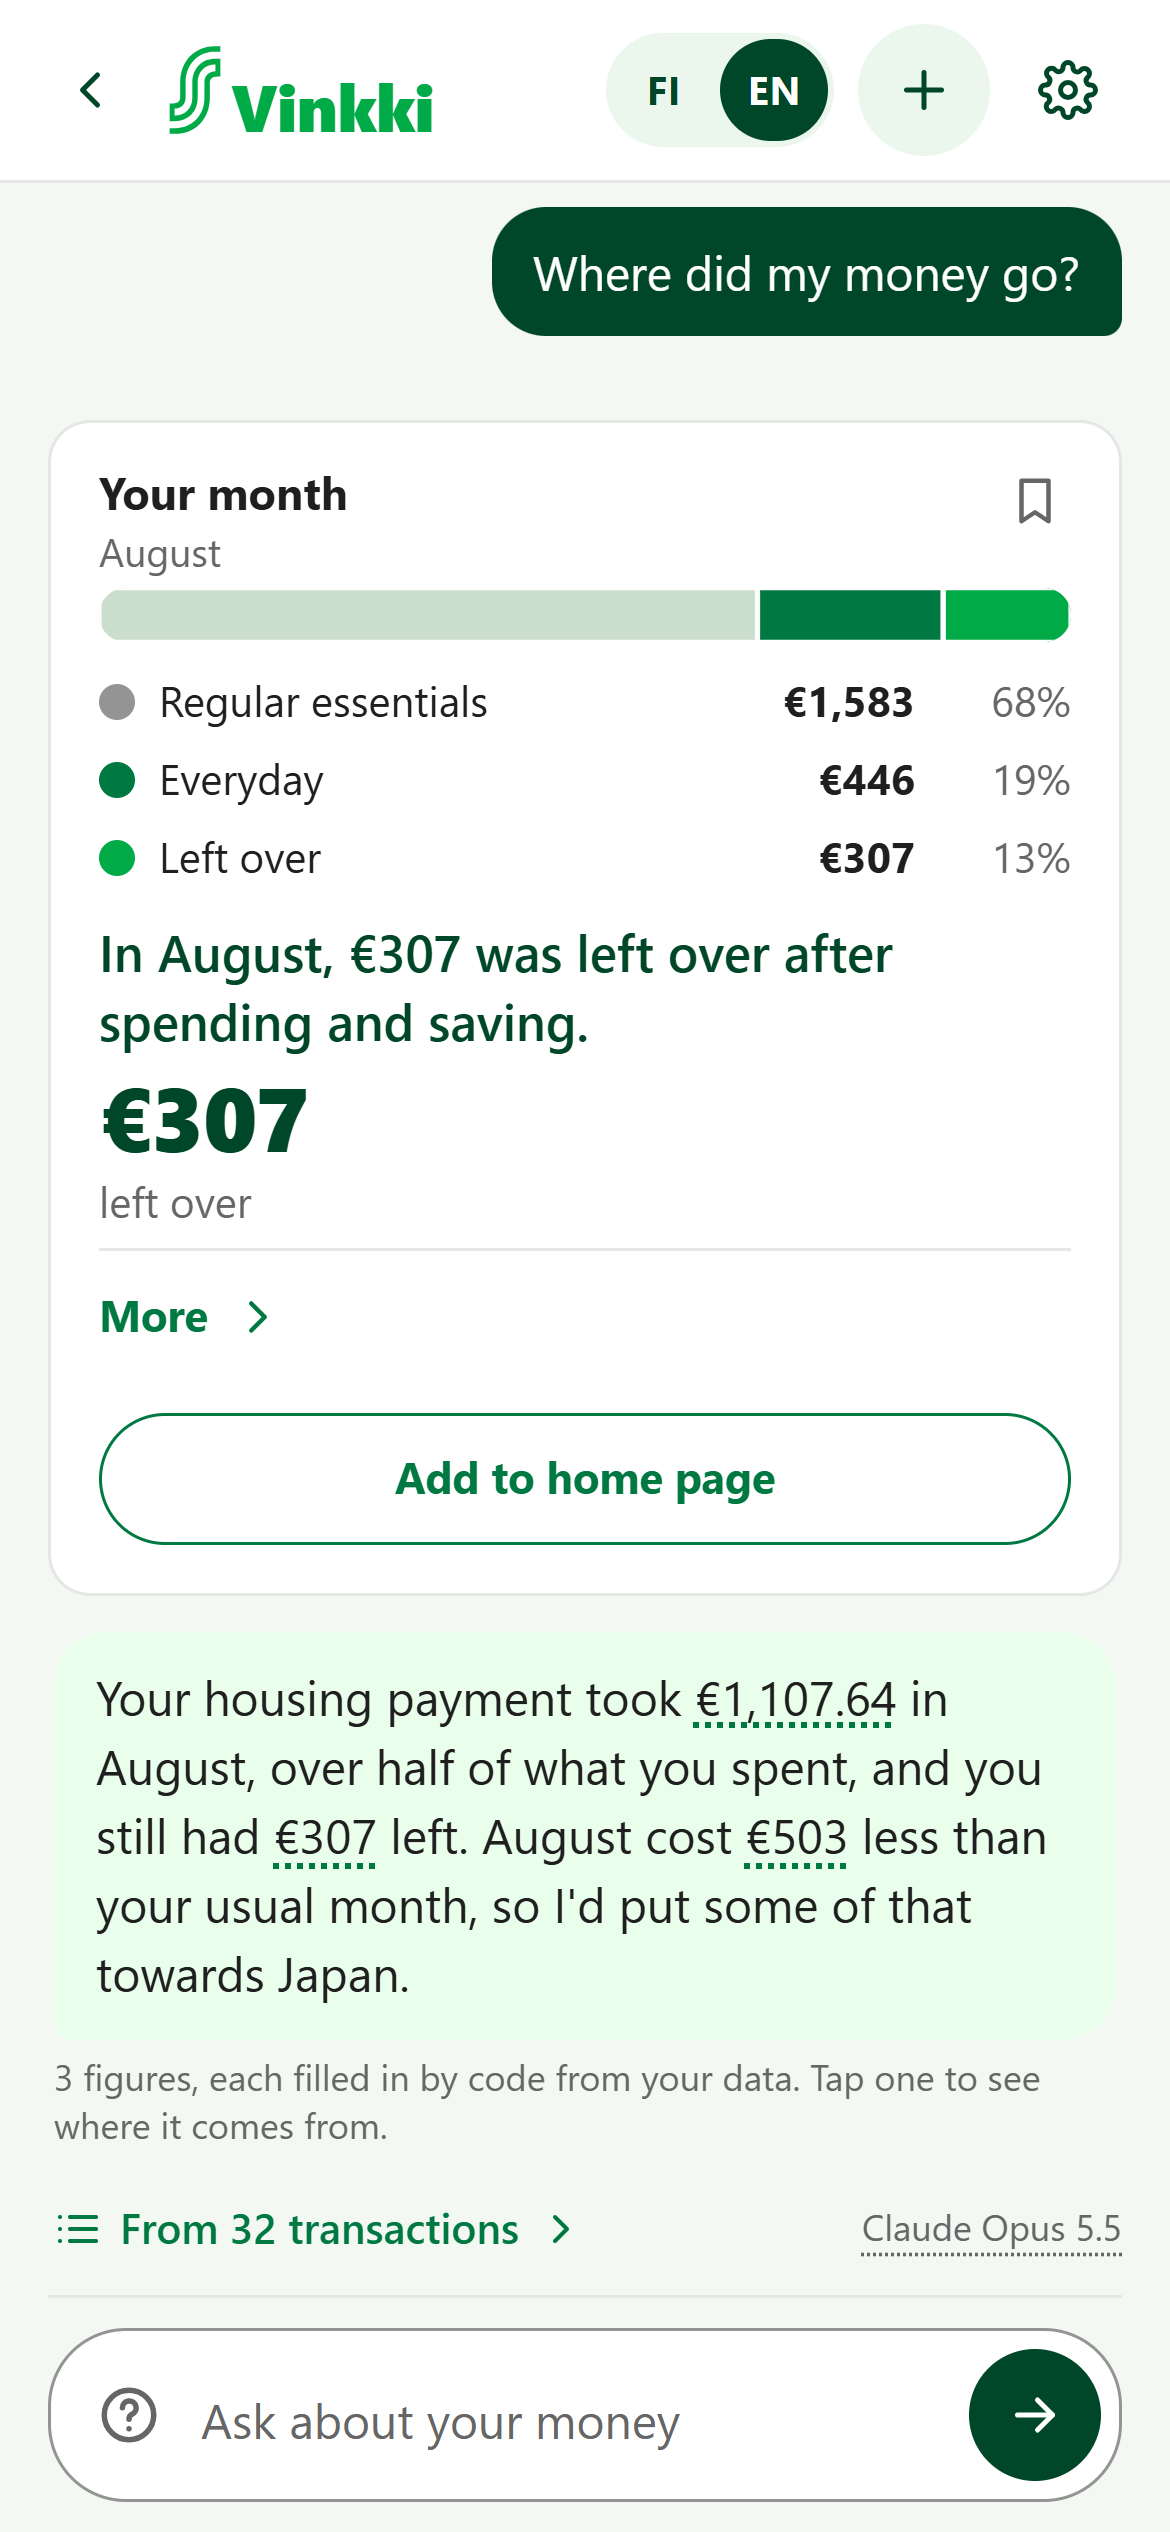 Vinkki
FI
EN
Where did my money go?
Your month
August
Regular essentials €1,583 68%
Everyday €446 19%
Left over €307 13%
In August, €307 was left over after
spending and saving.
€307
left over
More
Add to home page
Your housing payment took €1,107.64 in
August, over half of what you spent, and you
still had €307 left. August cost €503 less than
your usual month, so I'd put some of that
towards Japan.
3 figures, each filled in by code from your data. Tap one to see
where it comes from.
From 32 transactions
Claude Opus 5.5
Ask about your money